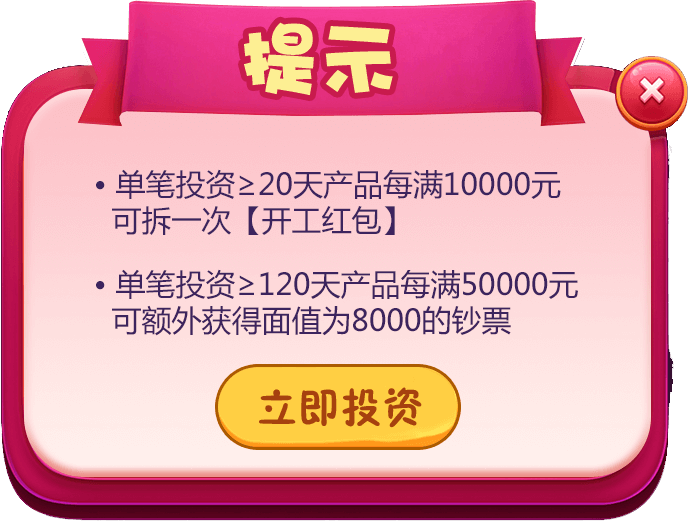 提示
• 单笔投资≥20天产品每满10000元
可拆一次【开工红包】
• 单笔投资≥120天产品每满50000元
可额外获得面值为8000的钞票
立即投资